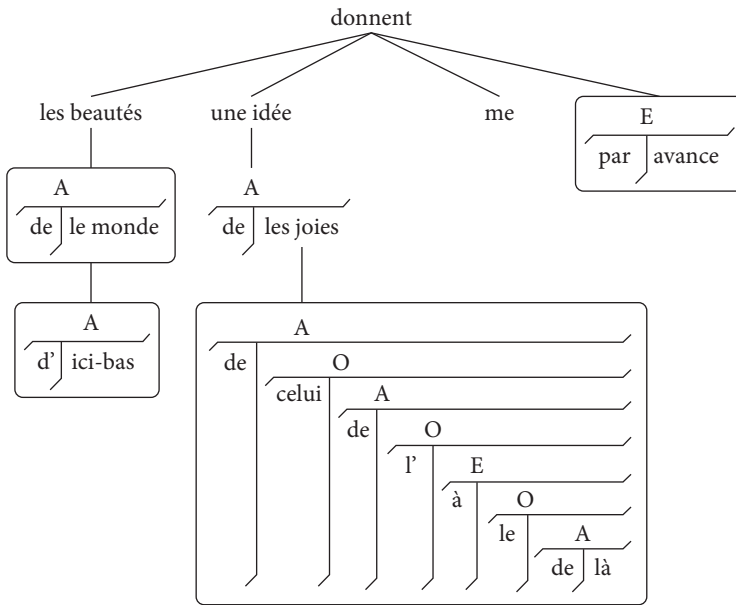 donnent
les beautés une idée me
E
par avance
A A
de le monde de les joies
A
d' ici-bas
A
de O
celui A
de O
l' E
à O
le A
de là